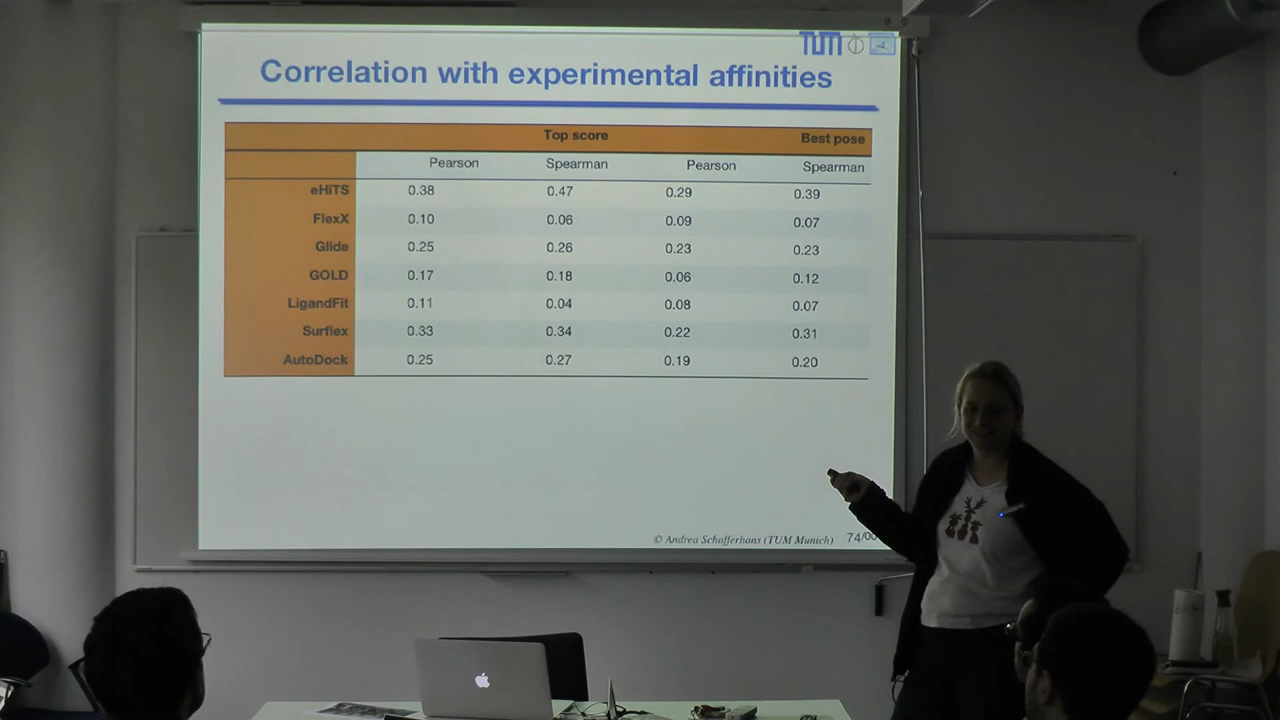 TUM
Correlation with experimental affinities
Top score Best pose
Pearson Spearman Pearson Spearman
eHiTS 0.38 0.47 0.29 0.39
FlexX 0.10 0.06 0.09 0.07
Glide 0.25 0.26 0.23 0.23
GOLD 0.17 0.18 0.06 0.12
LigandFit 0.11 0.04 0.08 0.07
Surflex 0.33 0.34 0.22 0.31
AutoDock 0.25 0.27 0.19 0.20
© Andrea Schafferhans (TUM Munich) 74/00